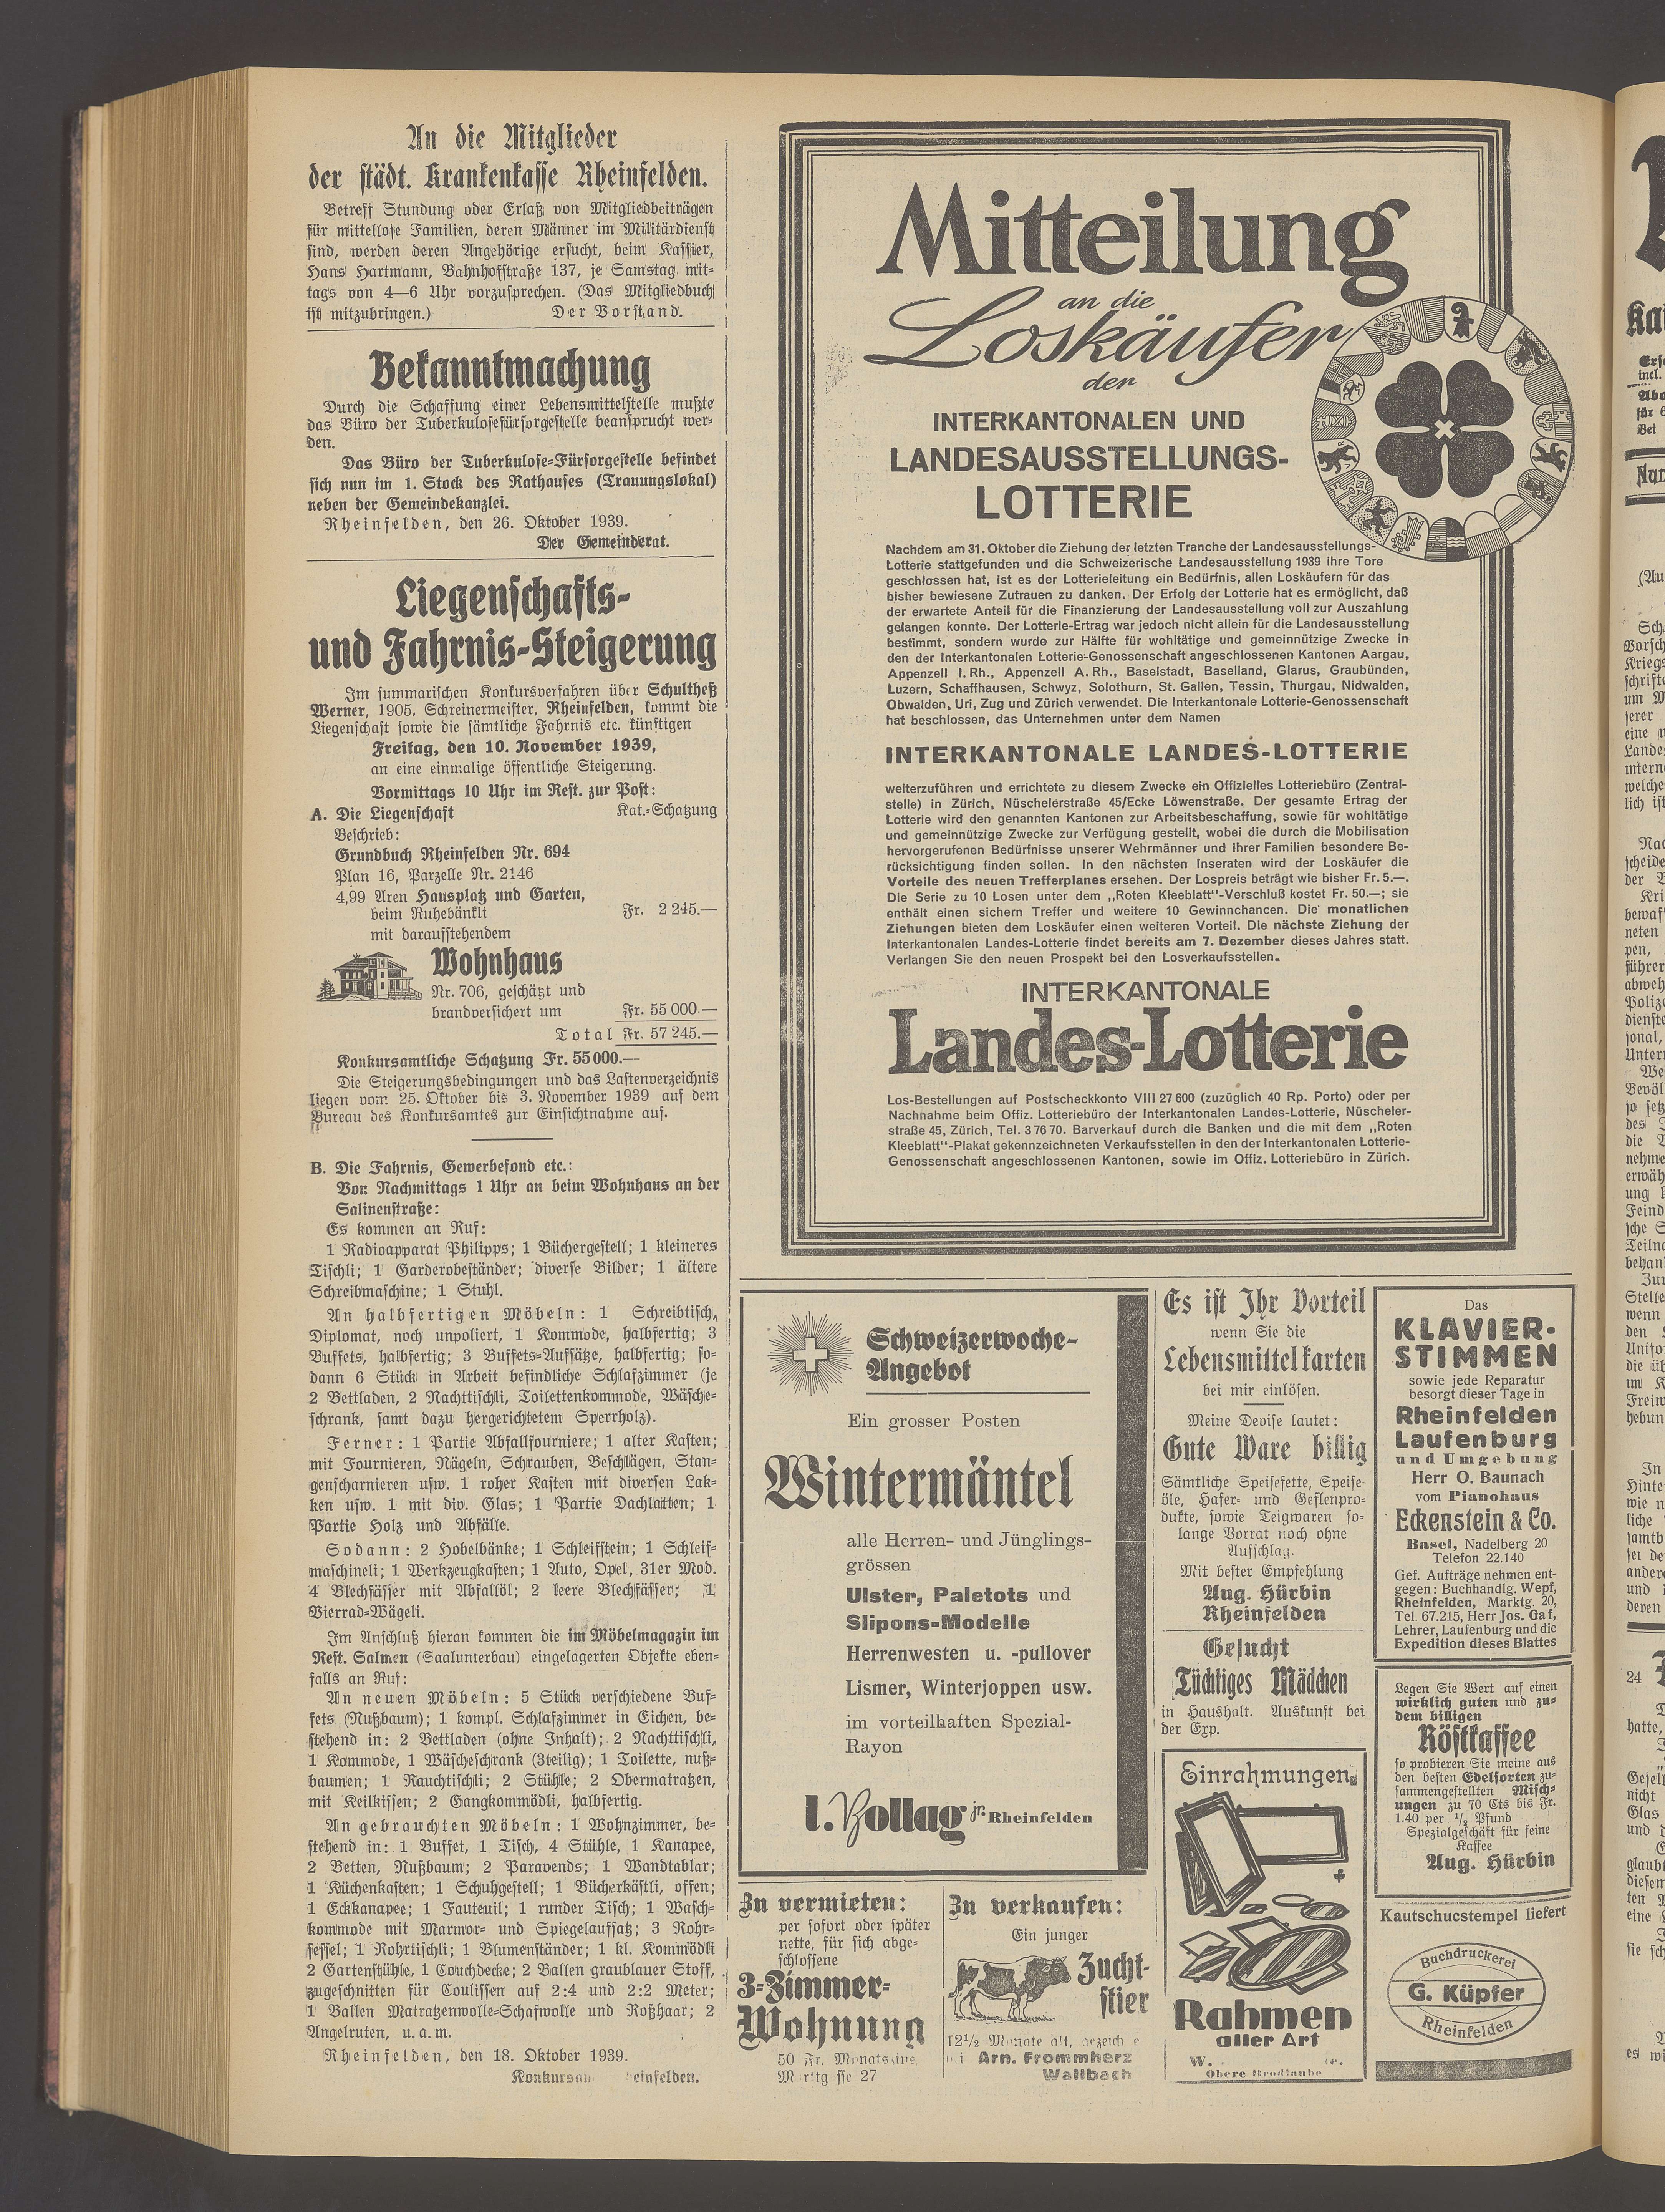 An die Mitglieder
der städt. Krankenkasse Rheinfelden.
Betreff Stundung oder Erlaß von Mitgliedbeiträgen
für mittellose Familien, deren Männer im Militärdienst
sind, werden deren Angehörige ersucht, beim Kassier,
Hans Hartmann, Bahnhofstraße 137, je Samstag mit-
tags von 4—6 Uhr vorzusprechen. (Das Mitgliedbuch
ist mitzubringen.) Der Vorstand.
Bekanntmachung
Durch die Schaffung einer Lebensmittelstelle mußte
das Büro der Tuberkulosefürsorgestelle beansprucht wer-
den.
Das Büro der Tuberkulose-Fürsorgestelle befindet
sich nun im 1. Stock des Rathauses (Trauungslokal)
neben der Gemeindekanzlei.
Rheinfelden, den 26. Oktober 1939.
Der Gemeinderat.
Liegenschafts-
und Fahrnis-Steigerung
Im summarischen Konkursverfahren über Schultheß
Werner, 1905, Schreinermeister, Rheinfelden, kommt die
Liegenschaft sowie die sämtliche Fahrnis etc. künftigen
Freitag, den 10. November 1939,
an eine einmalige öffentliche Steigerung.
Vormittags 10 Uhr im Rest. zur Post:
A. Die Liegenschaft Kat.-Schatzung
Beschrieb:
Grundbuch Rheinfelden Nr. 694
Plan 16, Parzelle Nr. 2146
4,99 Aren Hausplatz und Garten,
beim Ruhebänkli Fr. 2 245.—
mit daraufstehendem
Wohnhaus
Nr. 706, geschätzt und
brandversichert um Fr. 55 000.—
Total Fr. 57 245.—
Konkursamtliche Schatzung Fr. 55 000.—
Die Steigerungsbedingungen und das Lastenverzeichnis
liegen vom 25. Oktober bis 3. November 1939 auf dem
Bureau des Konkursamtes zur Einsichtnahme auf.
B. Die Fahrnis, Gewerbefond etc.:
Von Nachmittags 1 Uhr an beim Wohnhaus an der
Salinenstraße:
Es kommen an Ruf:
1 Radioapparat Philipps; 1 Büchergestell; 1 kleineres
Tischli; 1 Garderobeständer; diverse Bilder; 1 ältere
Schreibmaschine; 1 Stuhl.
An halbfertigen Möbeln: 1 Schreibtisch,
Diplomat, noch unpoliert, 1 Kommode, halbfertig; 3
Buffets, halbfertig; 3 Buffets-Aufsätze, halbfertig; so-
dann 6 Stück in Arbeit befindliche Schlafzimmer (je
2 Bettladen, 2 Nachttischli, Toilettenkommode, Wäsche-
schrank, samt dazu hergerichtetem Sperrholz).
Ferner: 1 Partie Abfallfourniere; 1 alter Kasten;
mit Fournieren, Nägeln, Schrauben, Beschlägen, Stan-
genscharnieren usw. 1 roher Kasten mit diversen Lak-
ken usw. 1 mit div. Glas; 1 Partie Dachlatten; 1
Partie Holz und Abfälle.
Sodann: 2 Hobelbänke; 1 Schleifstein; 1 Schleif-
maschineli; 1 Werkzeugkasten; 1 Auto, Opel, 31er Mod.
4 Blechfässer mit Abfallöl; 2 leere Blechfässer; 1
Vierrad-Wägeli.
Im Anschluß hieran kommen die im Möbelmagazin im
Rest. Salmen (Saalunterbau) eingelagerten Objekte eben-
falls an Ruf:
An neuen Möbeln: 5 Stück verschiedene Buf-
fets (Nußbaum); 1 kompl. Schlafzimmer in Eichen, be-
stehend in: 2 Bettladen (ohne Inhalt); 2 Nachttischli,
1 Kommode, 1 Wäscheschrank (3teilig); 1 Toilette, nuß-
baumen; 1 Rauchtischli; 2 Stühle; 2 Obermatratzen,
mit Keilkissen; 2 Gangkommödli, halbfertig.
An gebrauchten Möbeln: 1 Wohnzimmer, be-
stehend in: 1 Buffet, 1 Tisch, 4 Stühle, 1 Kanapee,
2 Betten, Nußbaum; 2 Paravends; 1 Wandtablar;
1 Küchenkasten; 1 Schuhgestell; 1 Bücherkästli, offen;
1 Eckkanapee; 1 Fauteuil; 1 runder Tisch; 1 Wasch-
kommode mit Marmor- und Spiegelaufsatz; 3 Rohr-
sessel; 1 Rohrtischli; 1 Blumenständer; 1 kl. Kommödli
2 Gartenstühle, 1 Couchdecke; 2 Ballen graublauer Stoff,
zugeschnitten für Coulissen auf 2:4 und 2:2 Meter;
1 Ballen Matratzenwolle-Schafwolle und Roßhaar; 2
Angelruten, u. a. m.
Rheinfelden, den 18. Oktober 1939.
Mitteilung
an die
Loskäufer
der
INTERKANTONALEN UND
LANDESAUSSTELLUNGS-
LOTTERIE
Nachdem am 31. Oktober die Ziehung der letzten Tranche der Landesausstellungs-
Lotterie stattgefunden und die Schweizerische Landesausstellung 1939 ihre Tore
geschlossen hat, ist es der Lotterieleitung ein Bedürfnis, allen Loskäufern für das
bisher bewiesene Zutrauen zu danken. Der Erfolg der Lotterie hat es ermöglicht, daß
der erwartete Anteil für die Finanzierung der Landesausstellung voll zur Auszahlung
gelangen konnte. Der Lotterie-Ertrag war jedoch nicht allein für die Landesausstellung
bestimmt, sondern wurde zur Hälfte für wohltätige und gemeinnützige Zwecke in
den der Interkantonalen Lotterie-Genossenschaft angeschlossenen Kantonen Aargau,
Appenzell I. Rh., Appenzell A. Rh., Baselstadt, Baselland, Glarus, Graubünden,
Luzern, Schaffhausen, Schwyz, Solothurn, St. Gallen, Tessin, Thurgau, Nidwalden,
Obwalden, Uri, Zug und Zürich verwendet. Die Interkantonale Lotterie-Genossenschaft
hat beschlossen, das Unternehmen unter dem Namen
INTERKANTONALE LANDES-LOTTERIE
weiterzuführen und errichtete zu diesem Zwecke ein Offizielles Lotteriebüro (Zentral-
stelle) in Zürich, Nüschelerstraße 45/Ecke Löwenstraße. Der gesamte Ertrag der
Lotterie wird den genannten Kantonen zur Arbeitsbeschaffung, sowie für wohltätige
und gemeinnützige Zwecke zur Verfügung gestellt, wobei die durch die Mobilisation
hervorgerufenen Bedürfnisse unserer Wehrmänner und ihrer Familien besondere Be-
rücksichtigung finden sollen. In den nächsten Inseraten wird der Loskäufer die
Vorteile des neuen Trefferplanes ersehen. Der Lospreis beträgt wie bisher Fr. 5.—.
Die Serie zu 10 Losen unter dem „Roten Kleeblatt“-Verschluß kostet Fr. 50.—; sie
enthält einen sichern Treffer und weitere 10 Gewinnchancen. Die monatlichen
Ziehungen bieten dem Loskäufer einen weiteren Vorteil. Die nächste Ziehung der
Interkantonalen Landes-Lotterie findet bereits am 7. Dezember dieses Jahres statt.
Verlangen Sie den neuen Prospekt bei den Losverkaufsstellen.
INTERKANTONALE
Landes-Lotterie
Los-Bestellungen auf Postscheckkonto VIII 27 600 (zuzüglich 40 Rp. Porto) oder per
Nachnahme beim Offiz. Lotteriebüro der Interkantonalen Landes-Lotterie, Nüscheler-
straße 45, Zürich, Tel. 3 76 70. Barverkauf durch die Banken und die mit dem „Roten
Kleeblatt“-Plakat gekennzeichneten Verkaufsstellen in den der Interkantonalen Lotterie-
Genossenschaft angeschlossenen Kantonen, sowie im Offiz. Lotteriebüro in Zürich.
Schweizerwoche-
Angebot
Ein grosser Posten
Wintermäntel
alle Herren- und Jünglings-
grössen
Ulster, Paletots und
Slipons-Modelle
Herrenwesten u. -pullover
Lismer, Winterjoppen usw.
im vorteilhaften Spezial-
Rayon
l. Bollag jr. Rheinfelden
Zu vermieten:
per sofort oder später
nette, für sich abge-
schlossene
3-Zimmer-
Wohnung
50 Fr. Monatszins
27
Zu verkaufen:
Ein junger
Zucht-
stier
12½ Monate alt,
Arn. Frommherz
Wallbach
Es ist Ihr Vorteil
wenn Sie die
Lebensmittelkarten
bei mir einlösen.
Meine Devise lautet:
Gute Ware billig
Sämtliche Speisefette, Speise-
öle, Hafer- und Gerstenpro-
dukte, sowie Teigwaren so-
lange Vorrat noch ohne
Aufschlag.
Mit bester Empfehlung
Aug. Hürbin
Rheinfelden
Gesucht
Tüchtiges Mädchen
in Haushalt. Auskunft bei
der Exp.
Einrahmungen
Rahmen
aller Art
W.
Obere Brodlaube
Das
KLAVIER-
STIMMEN
sowie jede Reparatur
besorgt dieser Tage in
Rheinfelden
Laufenburg
und Umgebung
Herr O. Baunach
vom Pianohaus
Eckenstein & Co.
Basel, Nadelberg 20
Telefon 22.140
Gef. Aufträge nehmen ent-
gegen: Buchhandlg. Wepf,
Rheinfelden, Marktg. 20,
Tel. 67.215, Herr Jos. Gaf,
Lehrer, Laufenburg und die
Expedition dieses Blattes
Legen Sie Wert auf einen
wirklich guten und zu-
dem billigen
Röstkaffee
so probieren Sie meine aus
den besten Edelsorten zu-
sammengestellten Misch-
ungen zu 70 Cts bis Fr.
1.40 per ½ Pfund
Spezialgeschäft für feine
Kaffee
Aug. Hürbin
Kautschucstempel liefert
Buchdruckerei
G. Küpfer
Rheinfelden